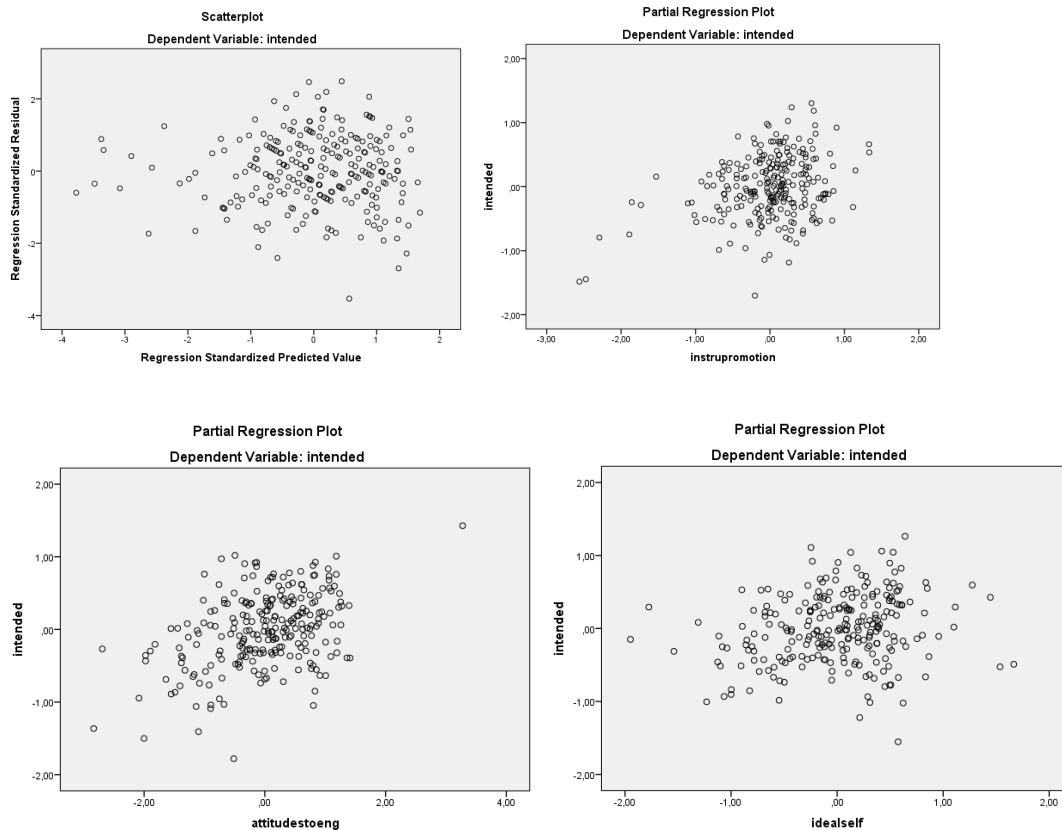 Scatterplot
Dependent Variable: intended
Regression Standardized Residual
2
0
-2
-4
-4
-3
-2
-1
0
1
2
Regression Standardized Predicted Value
Partial Regression Plot
Dependent Variable: intended
intended
2,00
1,00
,00
-1,00
-2,00
-3,00
-2,00
-1,00
,00
1,00
2,00
instrupromotion
Partial Regression Plot
Dependent Variable: intended
intended
2,00
1,00
,00
-1,00
-2,00
-2,00
,00
2,00
4,00
attitudestoeng
Partial Regression Plot
Dependent Variable: intended
intended
2,00
1,00
,00
-1,00
-2,00
-2,00
-1,00
,00
1,00
2,00
idealself